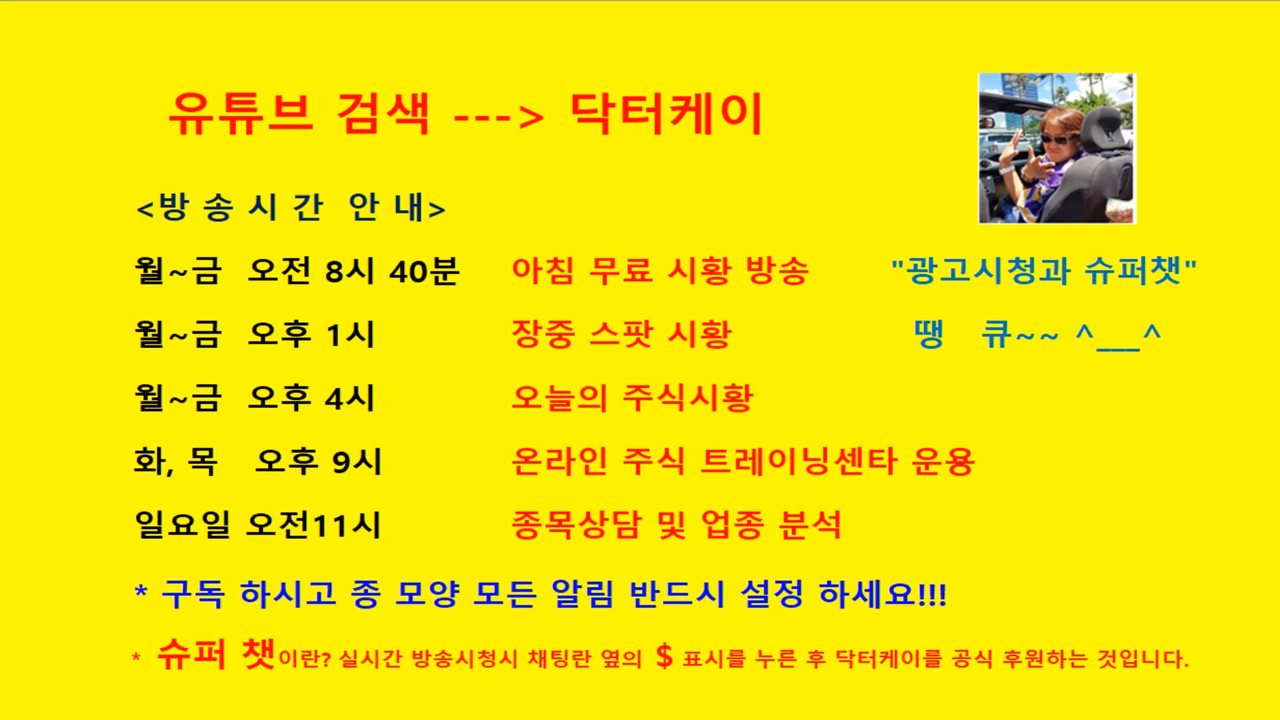 유튜브 검색 ---> 닥터케이
<방 송 시 간 안 내>
월~금 오전 8시 40분 아침 무료 시황 방송 "광고시청과 슈퍼챗"
월~금 오후 1시 장중 스팟 시황 땡 큐~~ ^___^
월~금 오후 4시 오늘의 주식시황
화, 목 오후 9시 온라인 주식 트레이닝센타 운용
일요일 오전11시 종목상담 및 업종 분석
* 구독 하시고 종 모양 모든 알림 반드시 설정 하세요!!!
* 슈퍼 챗이란? 실시간 방송시청시 채팅란 옆의 $ 표시를 누른 후 닥터케이를 공식 후원하는 것입니다.